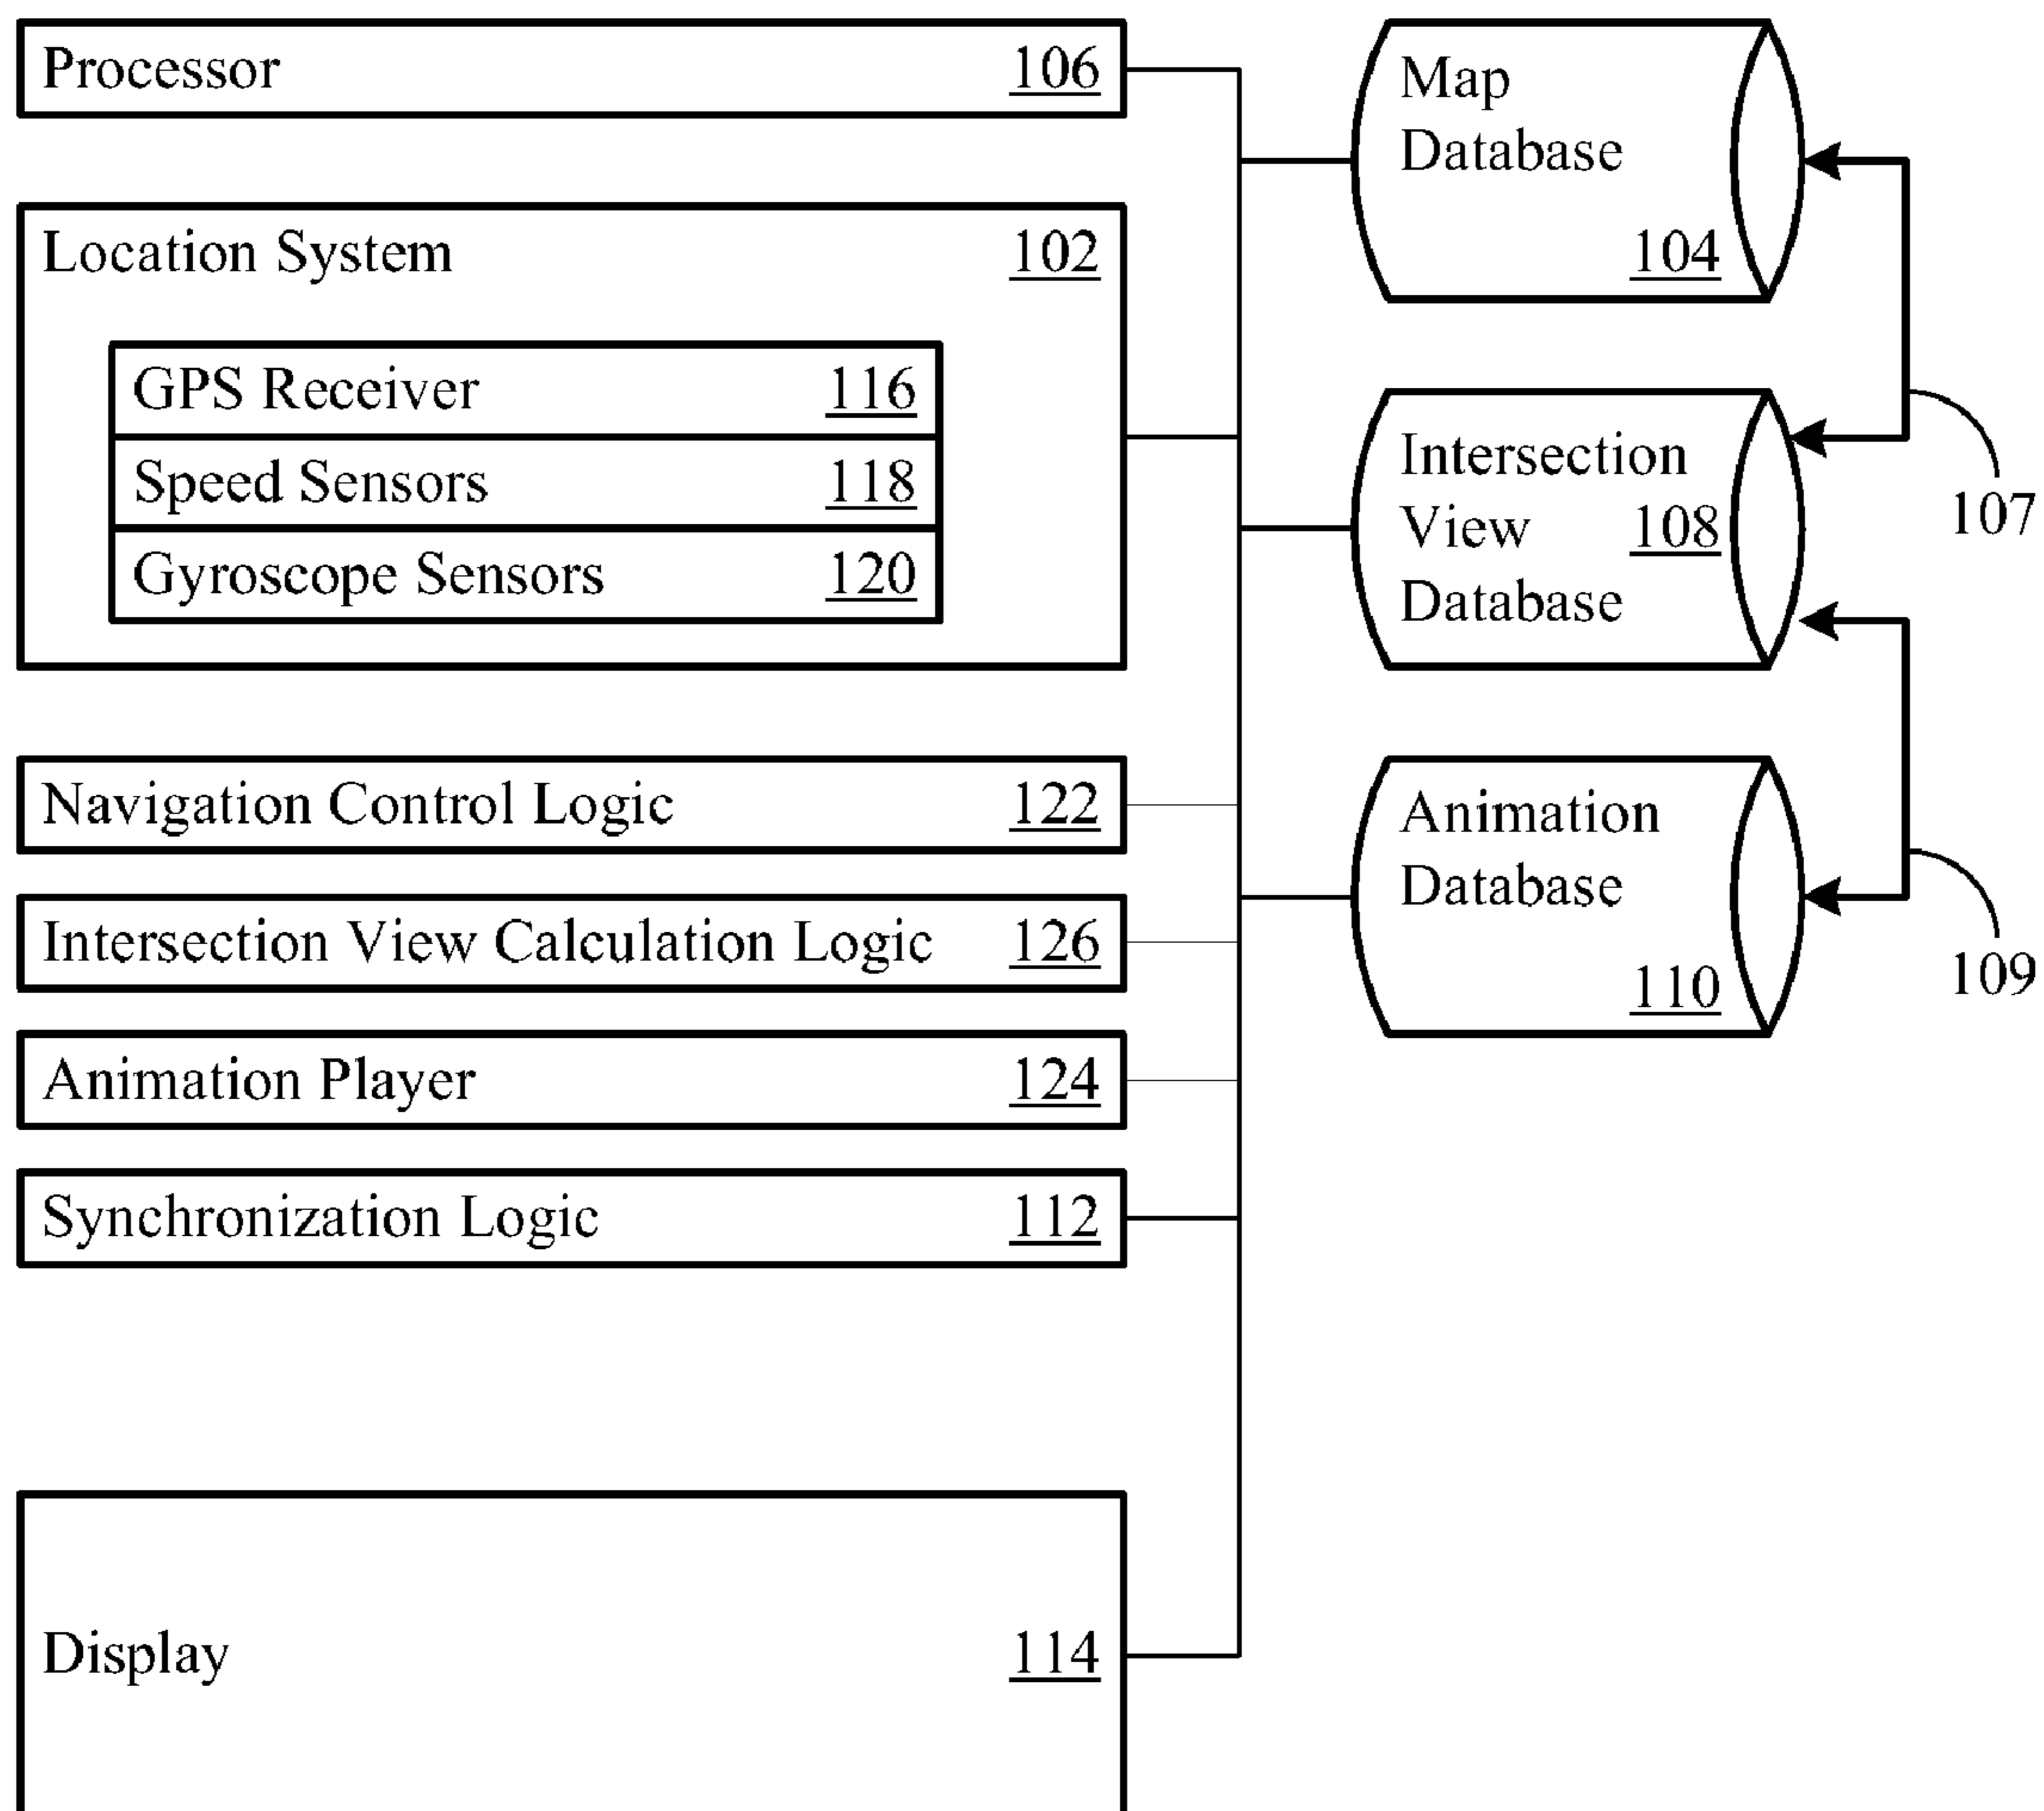 Processor 106
Location System 102
GPS Receiver 116
Speed Sensors 118
Gyroscope Sensors 120
Navigation Control Logic 122
Intersection View Calculation Logic 126
Animation Player 124
Synchronization Logic 112
Display 114
Map
Database
104
Intersection
View 108
Database
Animation
Database
110
107
109